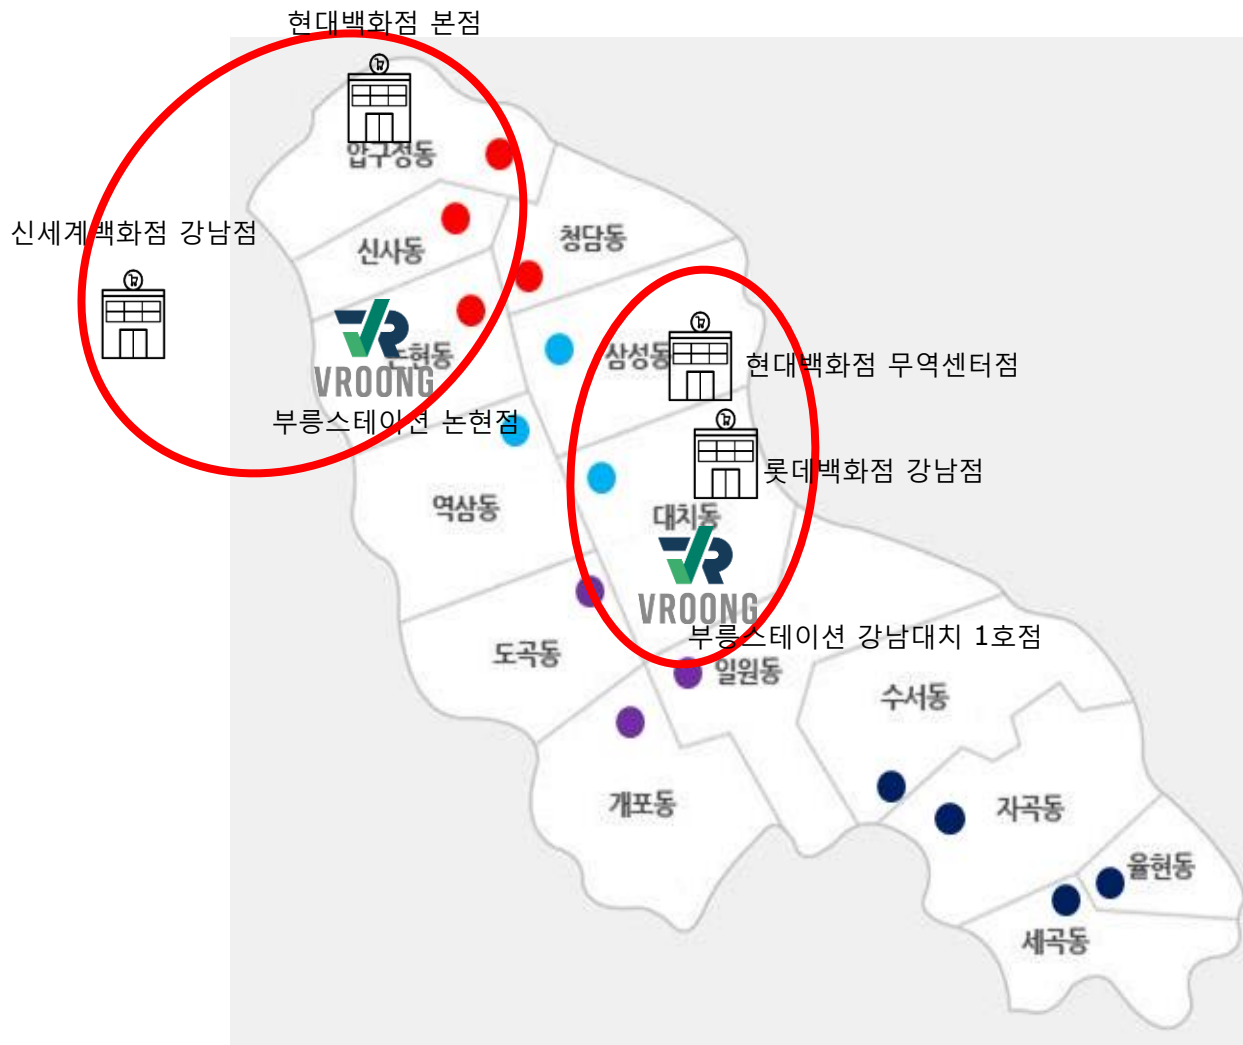 현대백화점 본점
압구정동
신세계백화점 강남점
신사동
청담동
논현동
VROONG
부릉스테이션 논현점
삼성동
현대백화점 무역센터점
롯데백화점 강남점
역삼동
대치동
VROONG
부릉스테이션 강남대치 1호점
도곡동
일원동
수서동
개포동
자곡동
율현동
세곡동